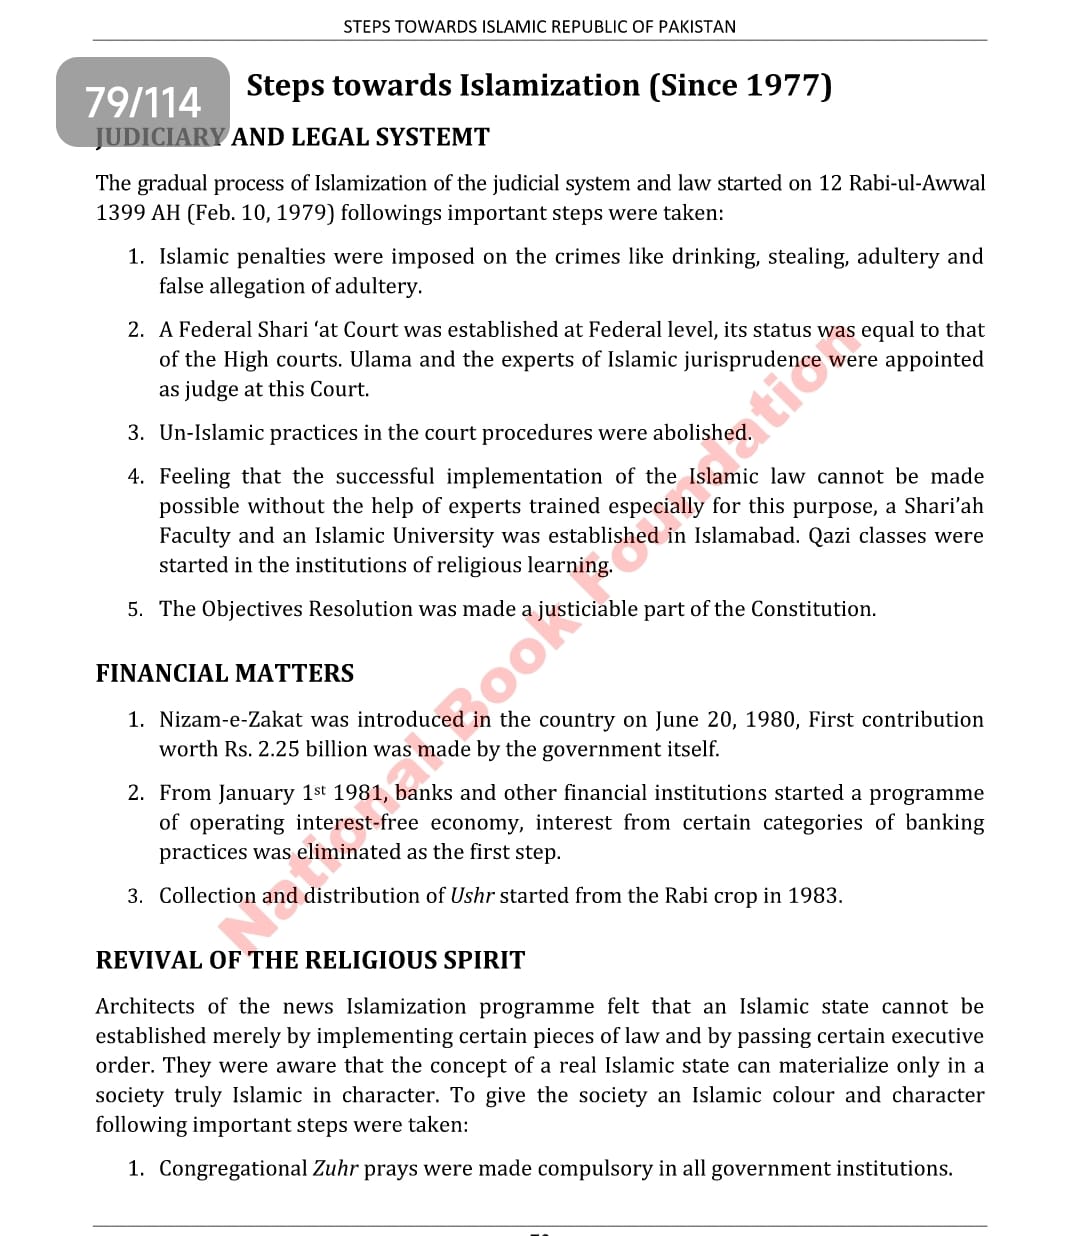 STEPS TOWARDS ISLAMIC REPUBLIC OF PAKISTAN
79/114
Steps towards Islamization (Since 1977)
JUDICIARY AND LEGAL SYSTEMT
The gradual process of Islamization of the judicial system and law started on 12 Rabi-ul-Awwal
1399 AH (Feb. 10, 1979) followings important steps were taken:
1. Islamic penalties were imposed on the crimes like drinking, stealing, adultery and
false allegation of adultery.
2. A Federal Shari ‘at Court was established at Federal level, its status was equal to that
of the High courts. Ulama and the experts of Islamic jurisprudence were appointed
as judge at this Court.
3. Un-Islamic practices in the court procedures were abolished.
4. Feeling that the successful implementation of the Islamic law cannot be made
possible without the help of experts trained especially for this purpose, a Shari’ah
Faculty and an Islamic University was established in Islamabad. Qazi classes were
started in the institutions of religious learning.
5. The Objectives Resolution was made a justiciable part of the Constitution.
FINANCIAL MATTERS
1. Nizam-e-Zakat was introduced in the country on June 20, 1980, First contribution
worth Rs. 2.25 billion was made by the government itself.
2. From January 1st 1981, banks and other financial institutions started a programme
of operating interest-free economy, interest from certain categories of banking
practices was eliminated as the first step.
3. Collection and distribution of Ushr started from the Rabi crop in 1983.
REVIVAL OF THE RELIGIOUS SPIRIT
Architects of the news Islamization programme felt that an Islamic state cannot be
established merely by implementing certain pieces of law and by passing certain executive
order. They were aware that the concept of a real Islamic state can materialize only in a
society truly Islamic in character. To give the society an Islamic colour and character
following important steps were taken:
1. Congregational Zuhr prays were made compulsory in all government institutions.
National Book Foundation